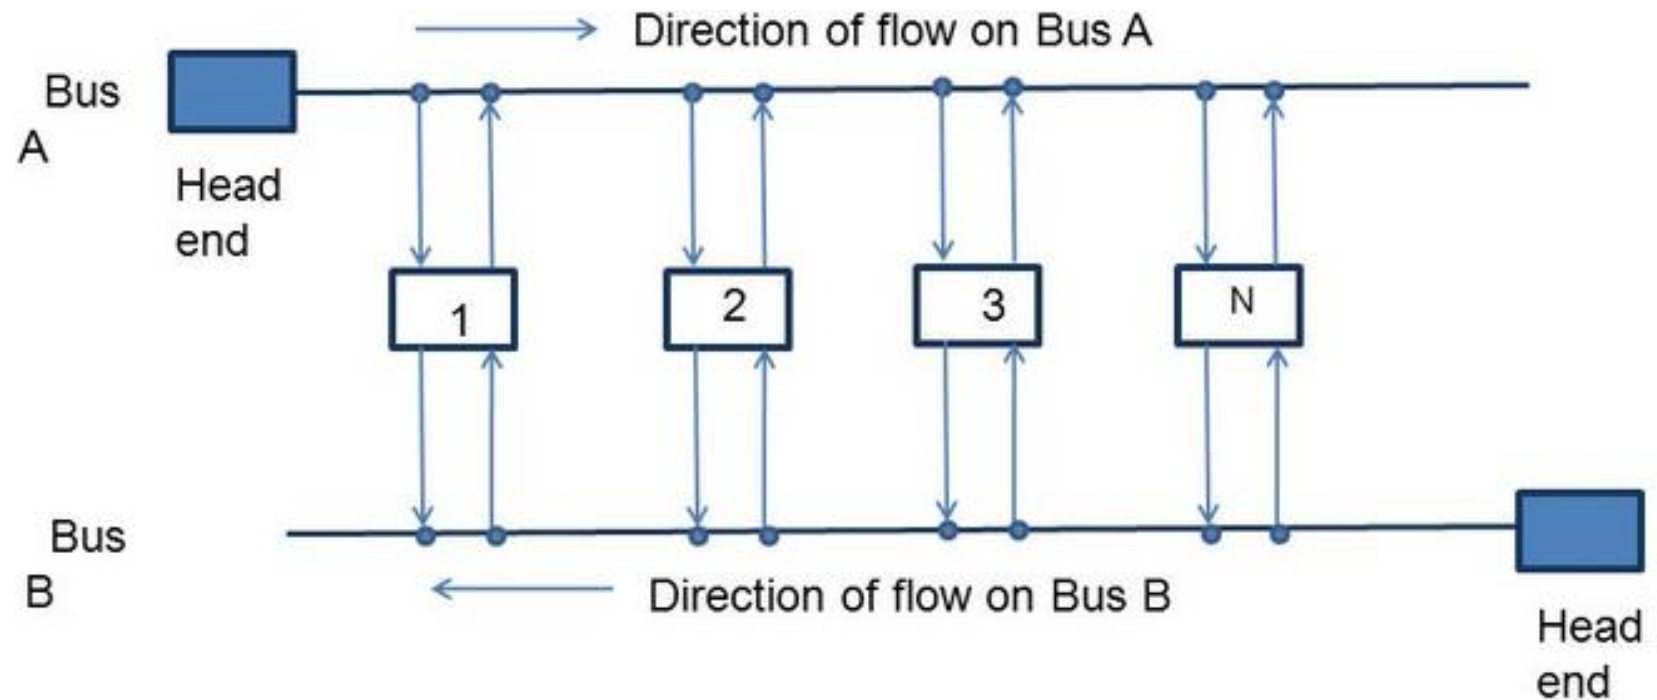 Direction of flow on Bus A
Bus
A
Head
end
1
2
3
N
Bus
B
Direction of flow on Bus B
Head
end